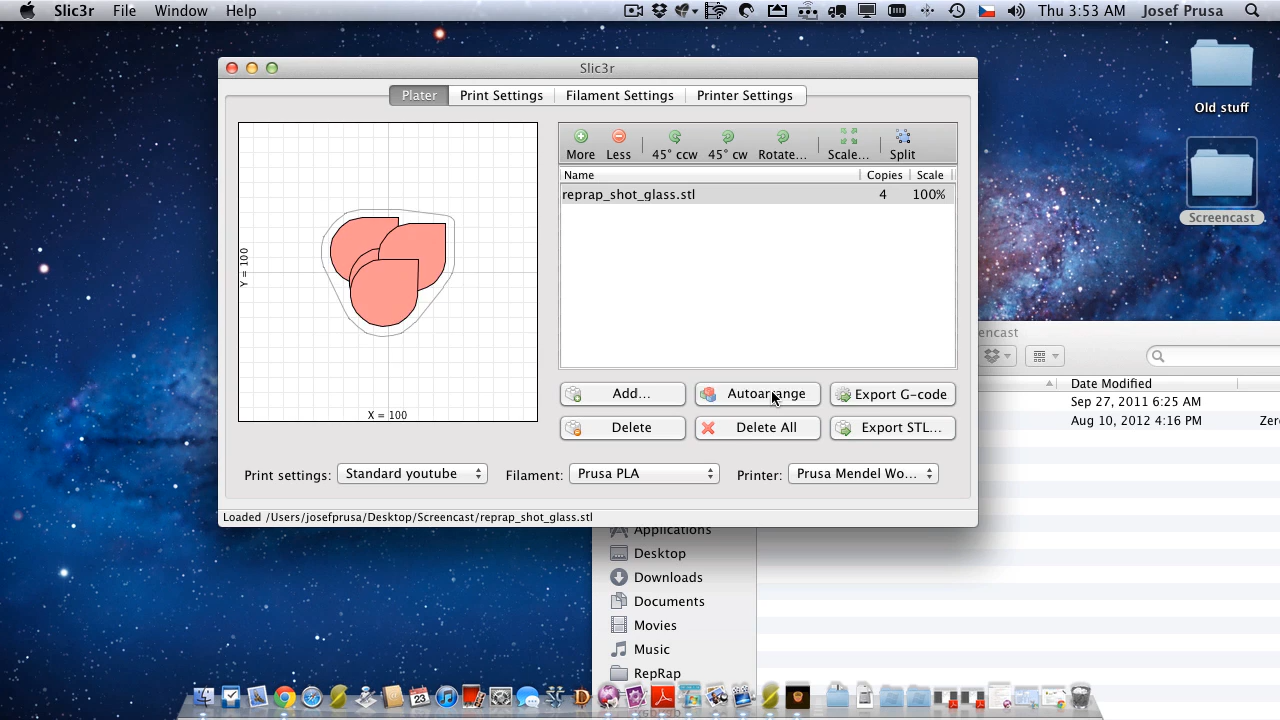 Slic3r File Window Help Thu 3:53 AM Josef Prusa
Old stuff
Screencast
Slic3r
Plater Print Settings Filament Settings Printer Settings
More Less 45° ccw 45° cw Rotate... Scale... Split
Name Copies Scale
reprap_shot_glass.stl 4 100%
Y = 100
X = 100
Add... Autoarrange Export G-code
Delete Delete All Export STL...
Print settings: Standard youtube Filament: Prusa PLA Printer: Prusa Mendel Wo...
Loaded /Users/josefprusa/Desktop/Screencast/reprap_shot_glass.stl
encast
Date Modified
Sep 27, 2011 6:25 AM
Aug 10, 2012 4:16 PM Zer
Applications
Desktop
Downloads
Documents
Movies
Music
RepRap